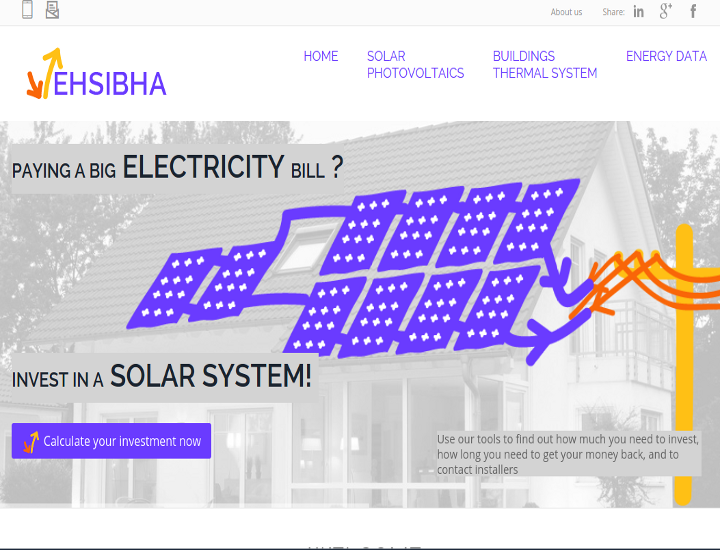 About us Share:
EHSIBHA
HOME SOLAR BUILDINGS ENERGY DATA
PHOTOVOLTAICS THERMAL SYSTEM
PAYING A BIG ELECTRICITY BILL ?
INVEST IN A SOLAR SYSTEM!
Calculate your investment now
Use our tools to find out how much you need to invest,
how long you need to get your money back, and to
contact installers